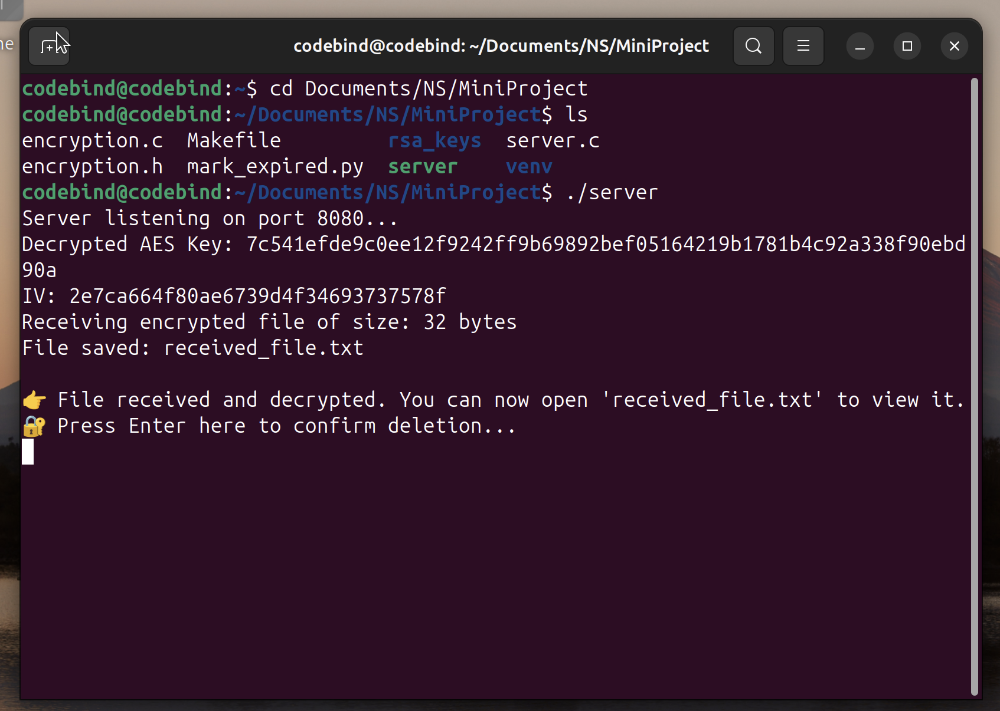 ne
codebind@codebind: ~/Documents/NS/MiniProject
codebind@codebind:~$ cd Documents/NS/MiniProject
codebind@codebind:~/Documents/NS/MiniProject$ ls
encryption.c  Makefile         rsa_keys  server.c
encryption.h  mark_expired.py  server    venv
codebind@codebind:~/Documents/NS/MiniProject$ ./server
Server listening on port 8080...
Decrypted AES Key: 7c541efde9c0ee12f9242ff9b69892bef05164219b1781b4c92a338f90ebd
90a
IV: 2e7ca664f80ae6739d4f34693737578f
Receiving encrypted file of size: 32 bytes
File saved: received_file.txt
👉 File received and decrypted. You can now open 'received_file.txt' to view it.
🔐 Press Enter here to confirm deletion...